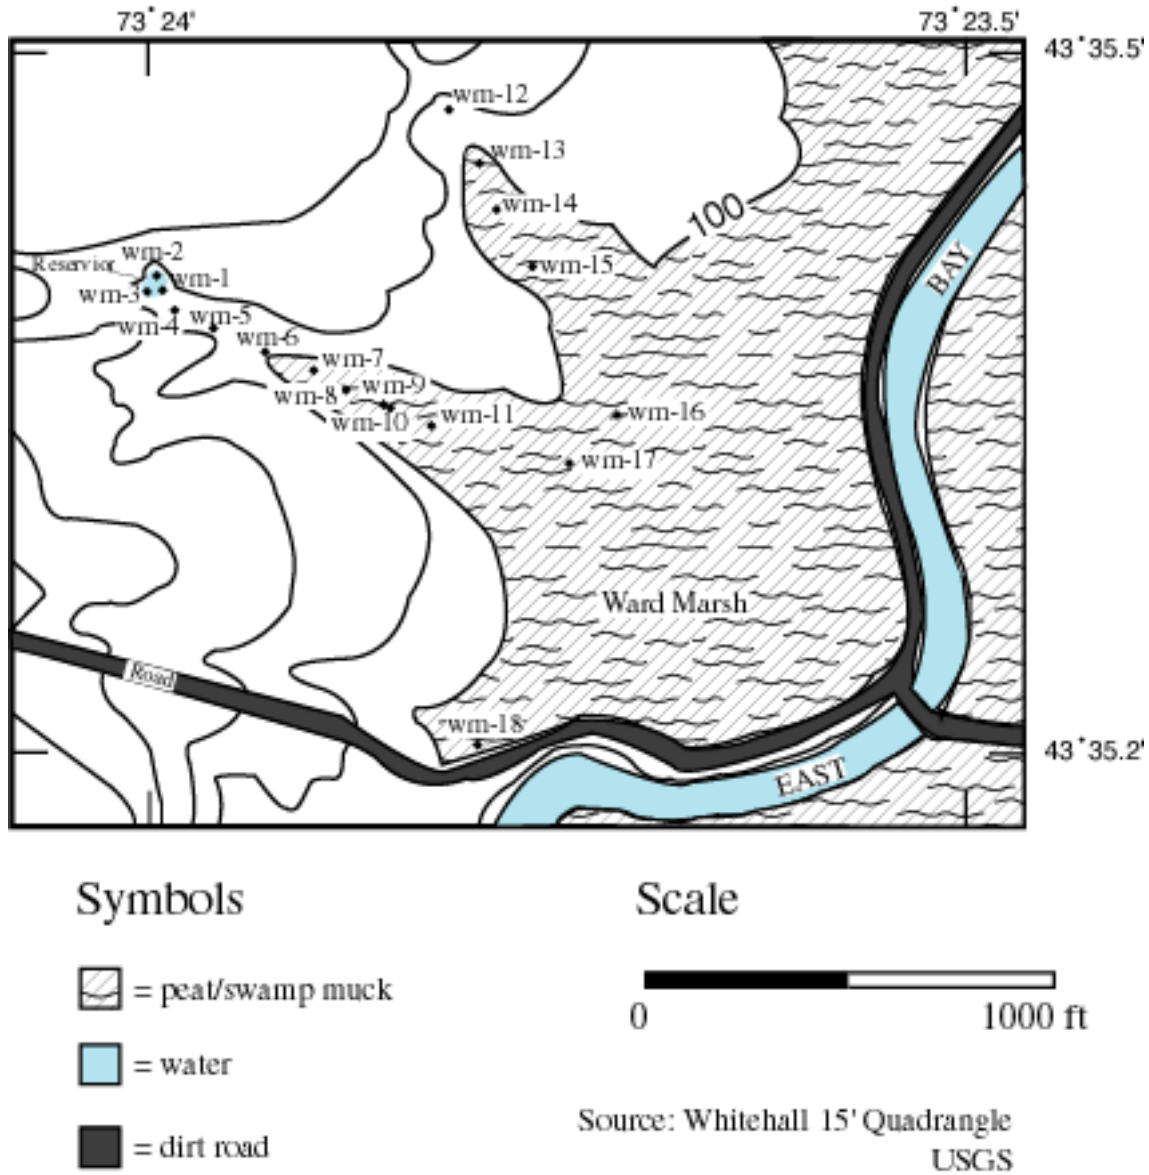 73°24'
73°23.5'
43°35.5'
wm-12
wm-13
wm-14
100
wm-2
Reservior
wm-1
wm-15
BAY
wm-3
wm-4
wm-5
wm-6
wm-7
wm-8
wm-9
wm-10
wm-11
wm-16
wm-17
Ward Marsh
Road
wm-18
43°35.2'
EAST
Symbols
Scale
= peat/swamp muck
0
1000 ft
= water
= dirt road
Source: Whitehall 15' Quadrangle
USGS